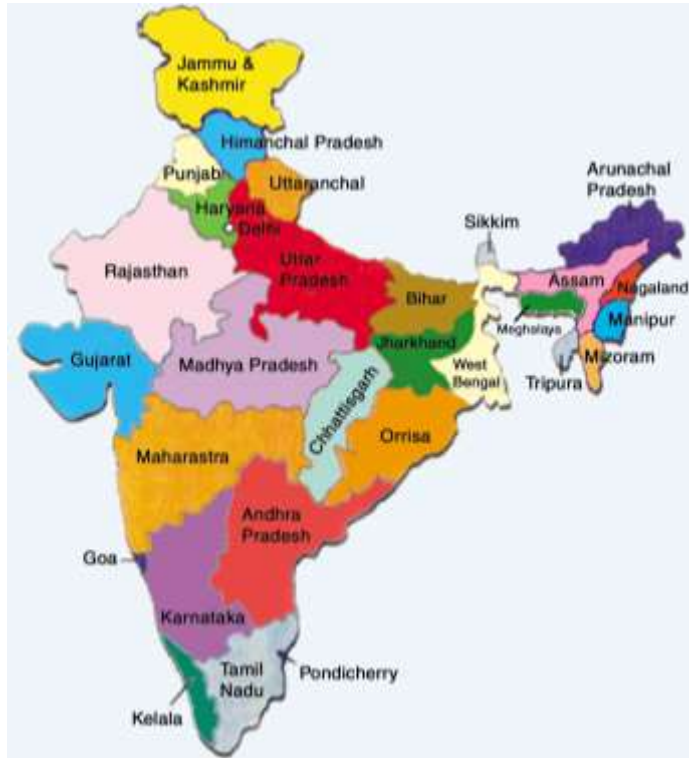 Jammu &
Kashmir
Himanchal Pradesh
Punjab
Uttaranchal
Arunachal
Pradesh
Haryana
Delhi
Sikkim
Rajasthan
Uttar
Pradesh
Assam
Nagaland
Bihar
Meghalaya
Manipur
Gujarat
Madhya Pradesh
Jharkhand
West
Bengal
Mizoram
Tripura
Chhattisgarh
Maharastra
Orrisa
Andhra
Pradesh
Goa
Karnataka
Tamil
Nadu
Pondicherry
Kelala